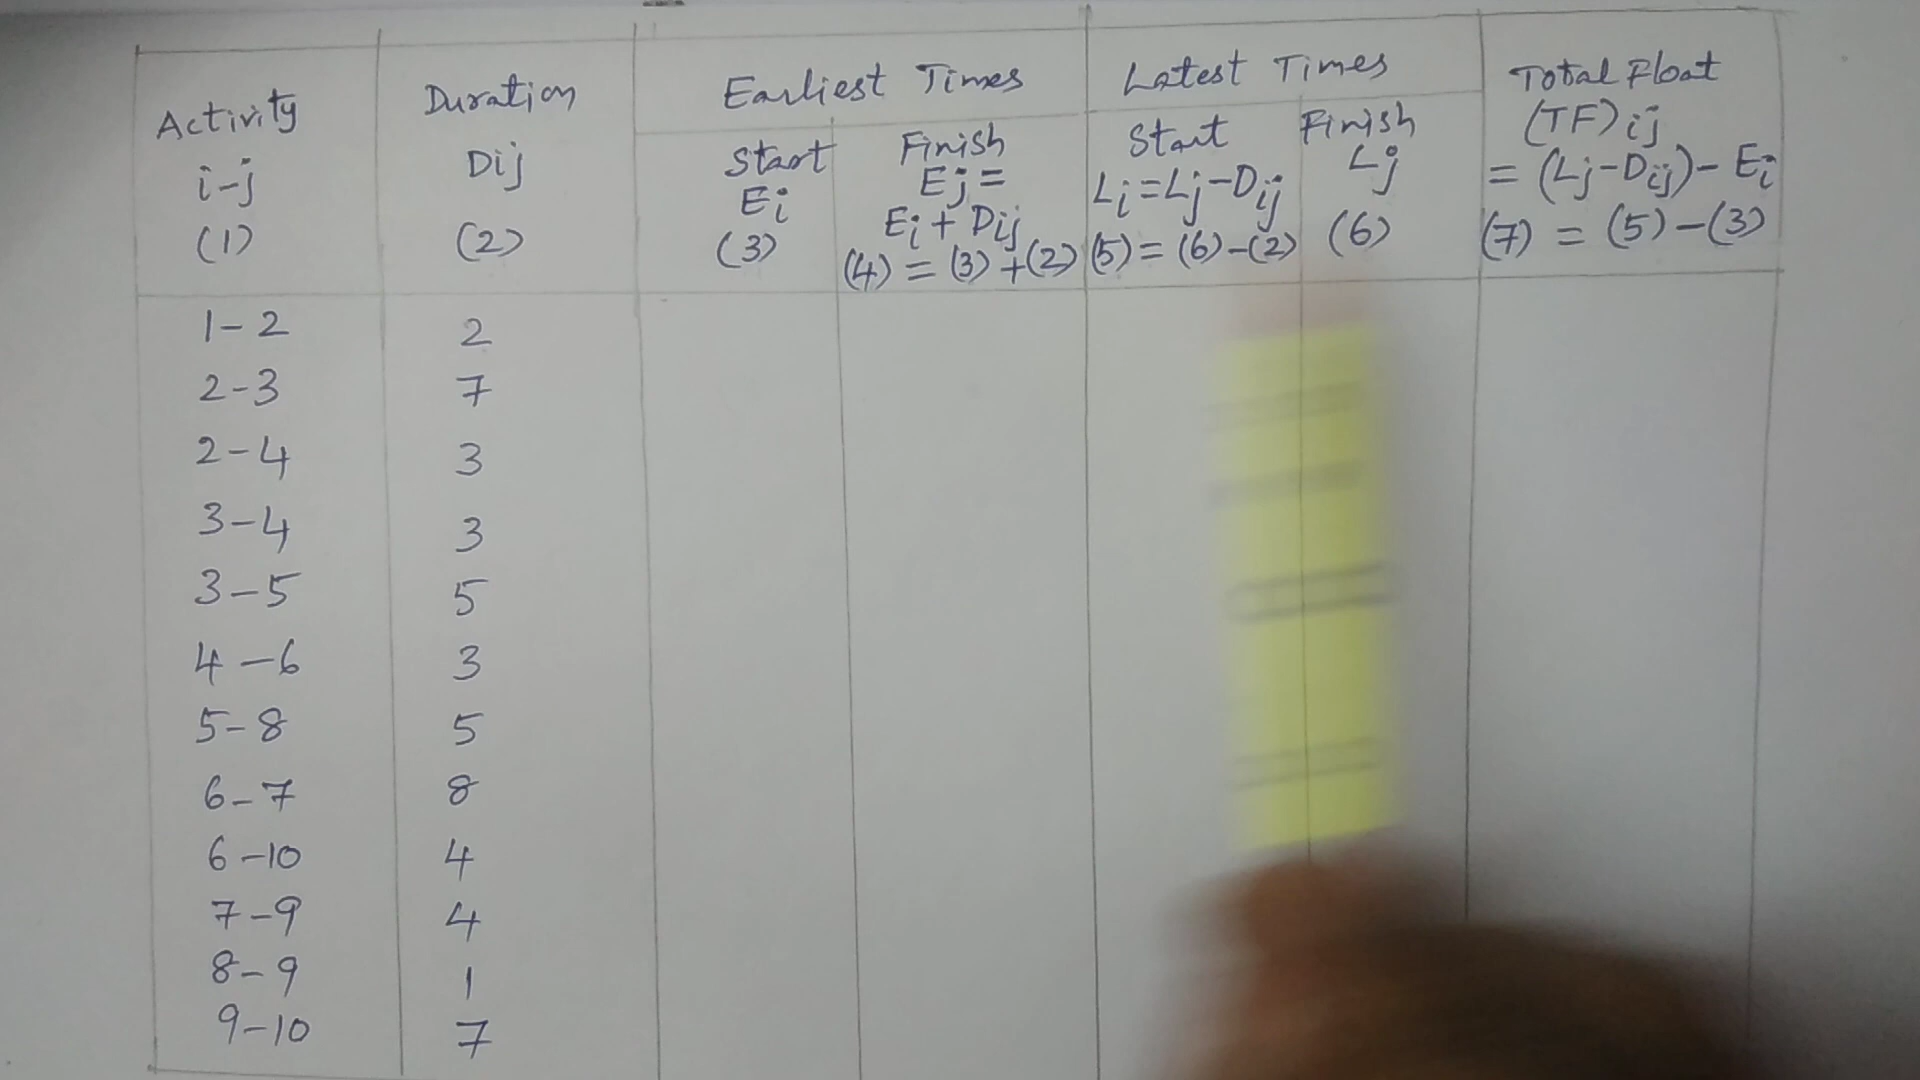 Activity
i-j
(1)
Duration
Dij
(2)
Earliest Times
Start
Ei
(3)
Finish
Ej =
Ei + Dij
(4) = (3) + (2)
Latest Times
Start
Li = Lj - Dij
(5) = (6) - (2)
Finish
Lj
(6)
Total Float
(TF) ij
= (Lj - Dij) - Ei
(7) = (5) - (3)
1-2 2
2-3 7
2-4 3
3-4 3
3-5 5
4-6 3
5-8 5
6-7 8
6-10 4
7-9 4
8-9 1
9-10 7